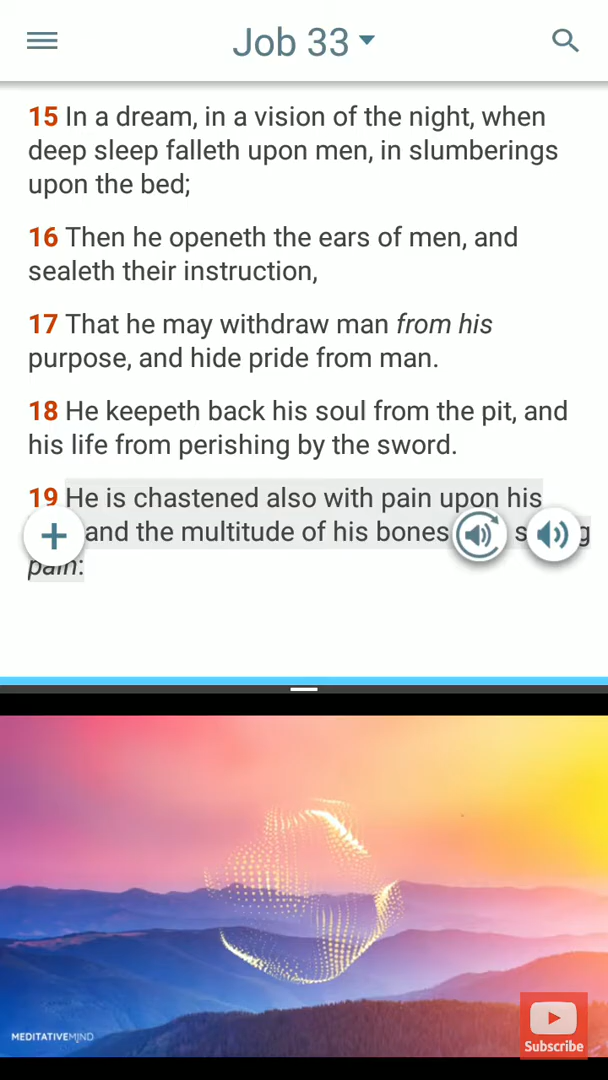 Job 33
15 In a dream, in a vision of the night, when
deep sleep falleth upon men, in slumberings
upon the bed;
16 Then he openeth the ears of men, and
sealeth their instruction,
17 That he may withdraw man from his
purpose, and hide pride from man.
18 He keepeth back his soul from the pit, and
his life from perishing by the sword.
19 He is chastened also with pain upon his
and the multitude of his bones
pain:
MEDITATIVEMIND
Subscribe